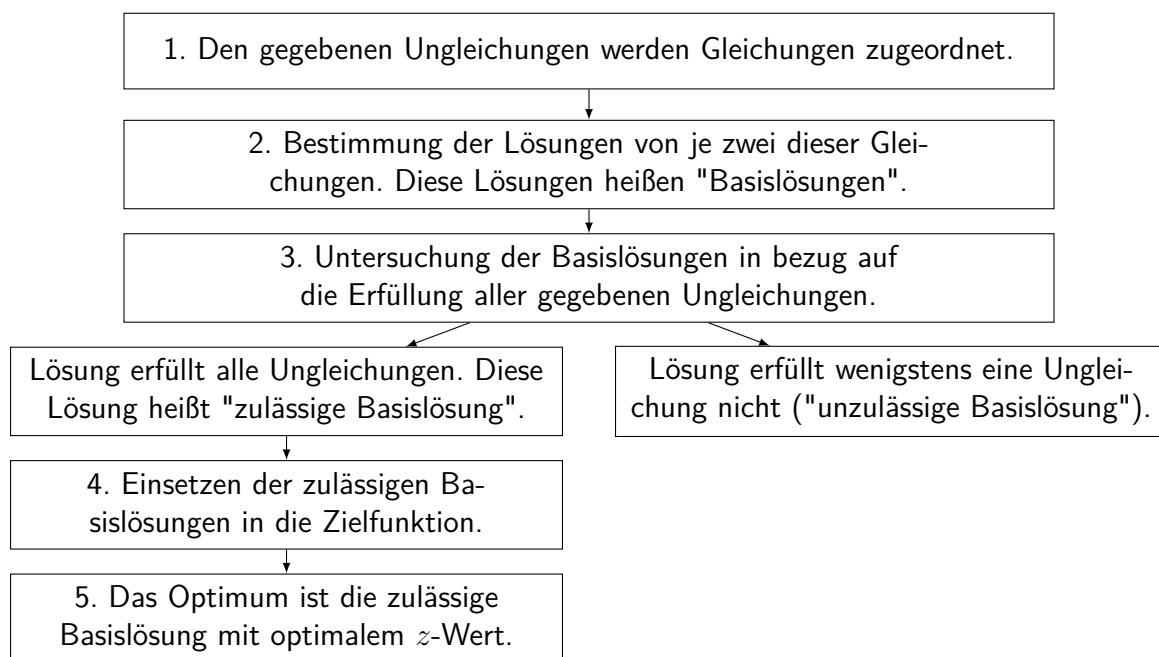 1. Den gegebenen Ungleichungen werden Gleichungen zugeordnet.
2. Bestimmung der Lösungen von je zwei dieser Glei-
chungen. Diese Lösungen heißen "Basislösungen".
3. Untersuchung der Basislösungen in bezug auf
die Erfüllung aller gegebenen Ungleichungen.
Lösung erfüllt alle Ungleichungen. Diese
Lösung heißt "zulässige Basislösung".
Lösung erfüllt wenigstens eine Unglei-
chung nicht ("unzulässige Basislösung").
4. Einsetzen der zulässigen Ba-
sislösungen in die Zielfunktion.
5. Das Optimum ist die zulässige
Basislösung mit optimalem z-Wert.